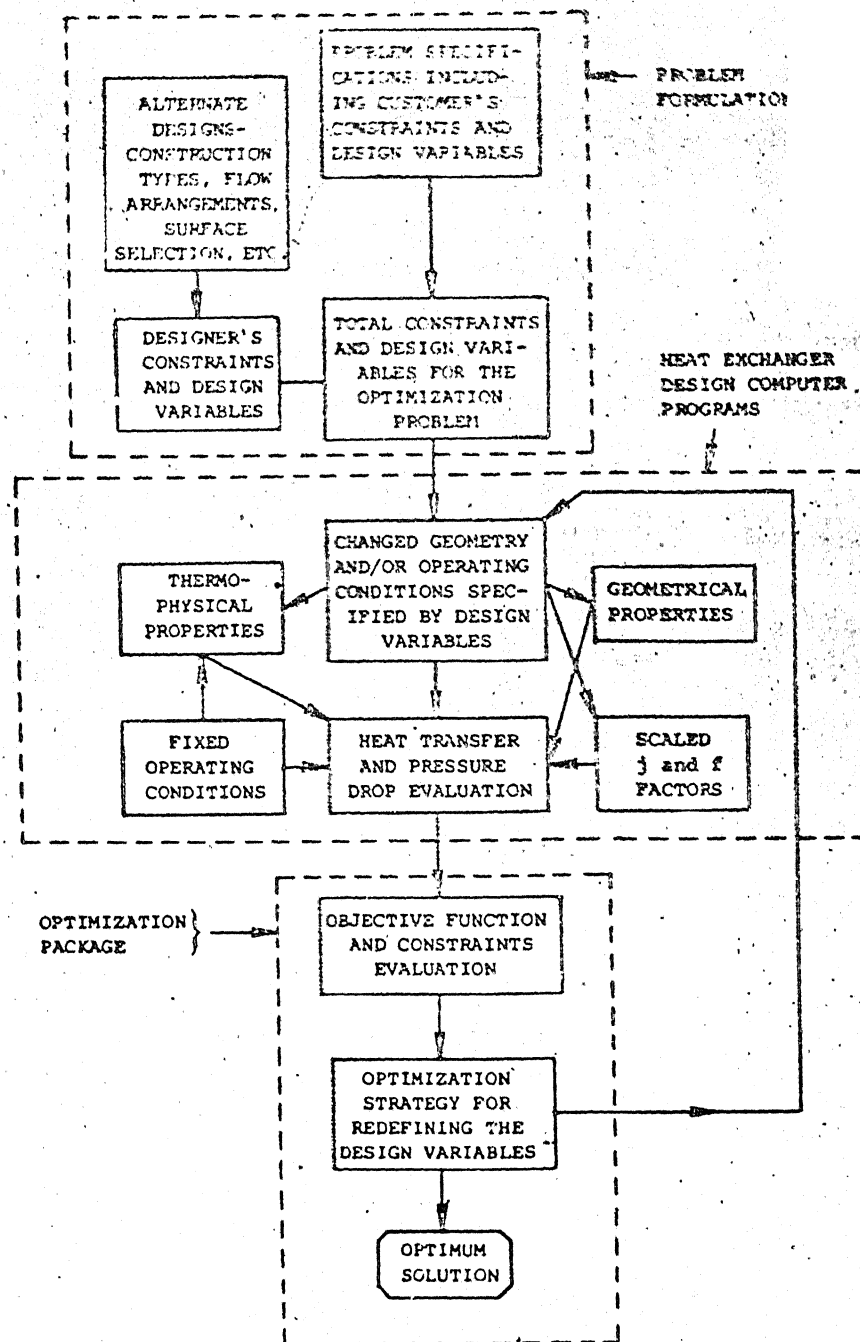 PROBLEM SPECIFI-
CATIONS INCLUD-
ING CUSTOMER'S
CONSTRAINTS AND
DESIGN VARIABLES
PROBLEM
FORMULATION
ALTERNATE
DESIGNS-
CONSTRUCTION
TYPES, FLOW
ARRANGEMENTS,
SURFACE
SELECTION, ETC.
DESIGNER'S
CONSTRAINTS
AND DESIGN
VARIABLES
TOTAL CONSTRAINTS
AND DESIGN VARI-
ABLES FOR THE
OPTIMIZATION
PROBLEM
HEAT EXCHANGER
DESIGN COMPUTER
PROGRAMS
CHANGED GEOMETRY
AND/OR OPERATING
CONDITIONS SPEC-
IFIED BY DESIGN
VARIABLES
THERMO-
PHYSICAL
PROPERTIES
GEOMETRICAL
PROPERTIES
FIXED
OPERATING
CONDITIONS
HEAT TRANSFER
AND PRESSURE
DROP EVALUATION
SCALED
j and f
FACTORS
OPTIMIZATION
PACKAGE
OBJECTIVE FUNCTION
AND CONSTRAINTS
EVALUATION
OPTIMIZATION
STRATEGY FOR
REDEFINING THE
DESIGN VARIABLES
OPTIMUM
SOLUTION